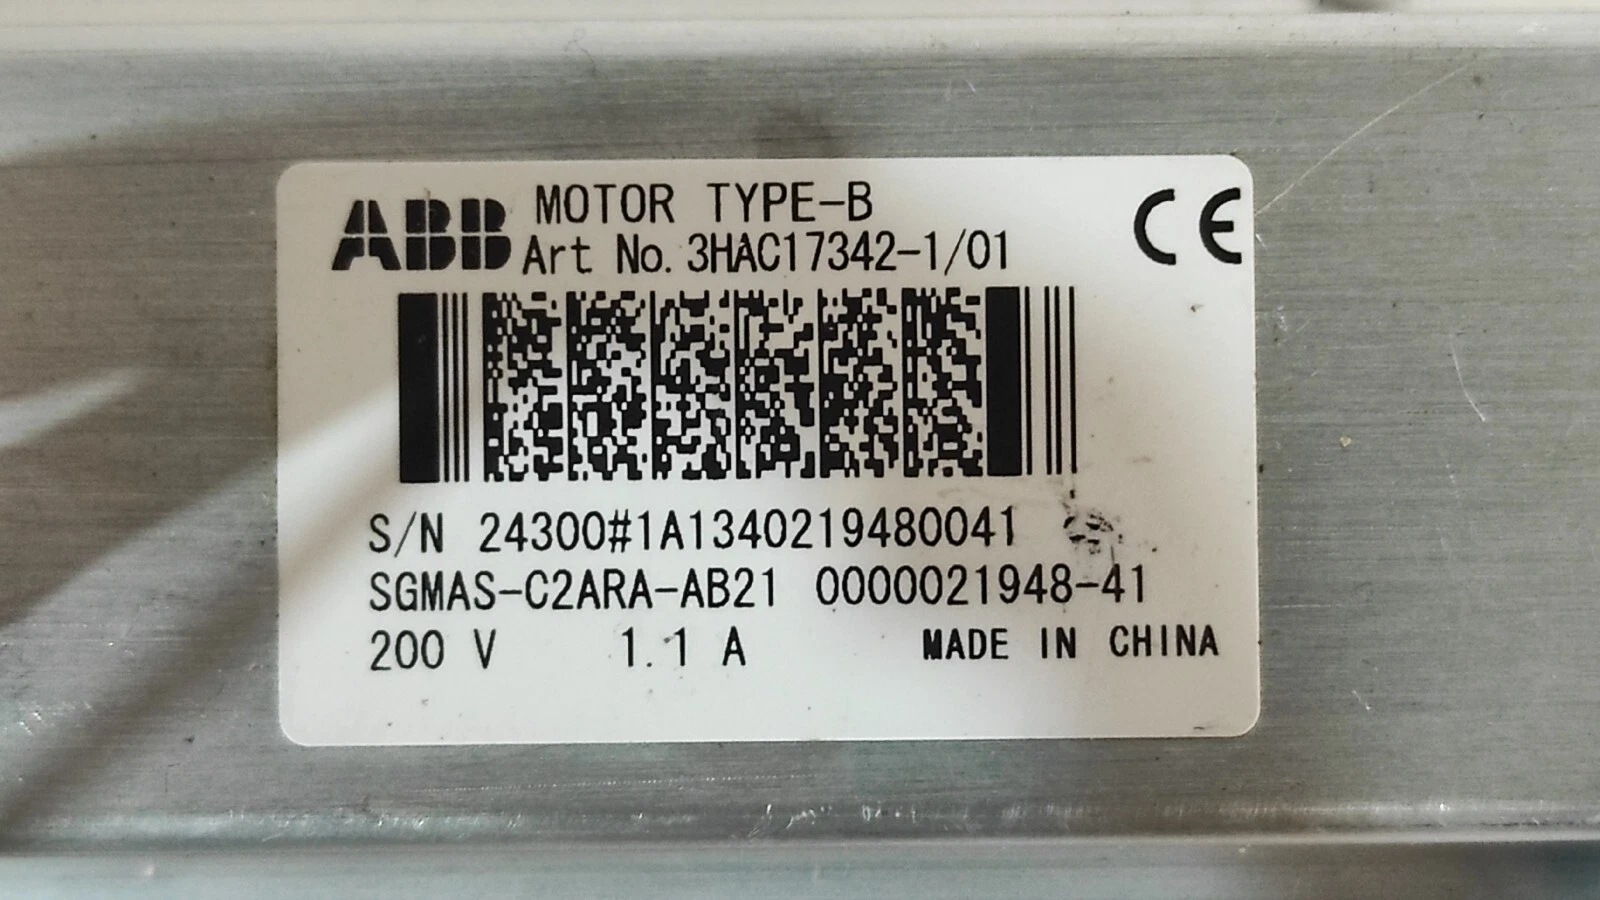 ABB MOTOR TYPE-B
Art No. 3HAC17342-1/01
CE
S/N 24300#1A1340219480041
SGMAS-C2ARA-AB21 0000021948-41
200 V 1.1 A MADE IN CHINA